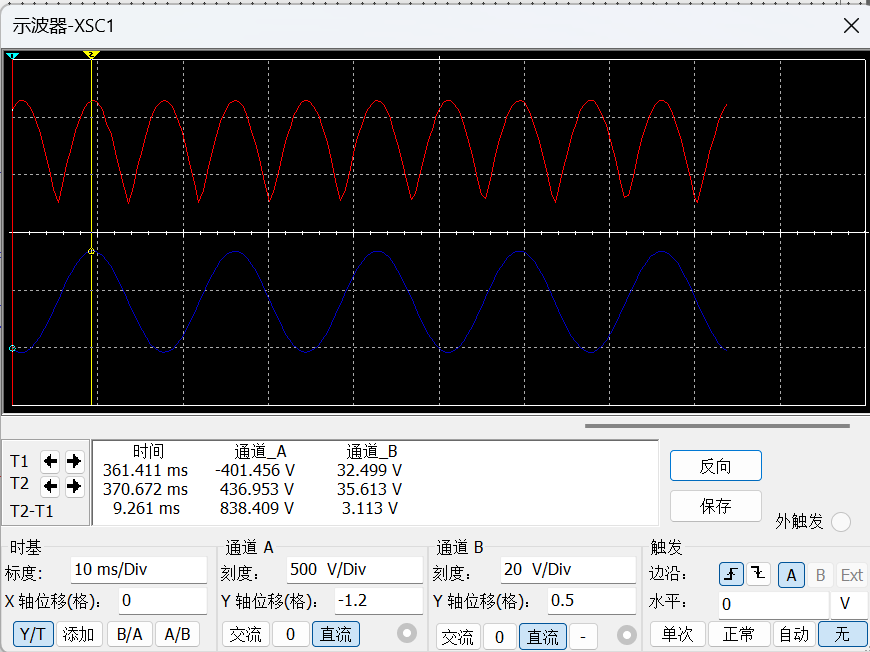 示波器-XSC1
1
2
时间 通道_A 通道_B
T1 361.411 ms -401.456 V 32.499 V
T2 370.672 ms 436.953 V 35.613 V
T2-T1 9.261 ms 838.409 V 3.113 V
反向
保存
外触发
时基 通道 A 通道 B 触发
标度: 10 ms/Div 刻度: 500 V/Div 刻度: 20 V/Div 边沿: A B Ext
X 轴位移(格): 0 Y 轴位移(格): -1.2 Y 轴位移(格): 0.5 水平: 0 V
Y/T 添加 B/A A/B 交流 0 直流 交流 0 直流 - 单次 正常 自动 无